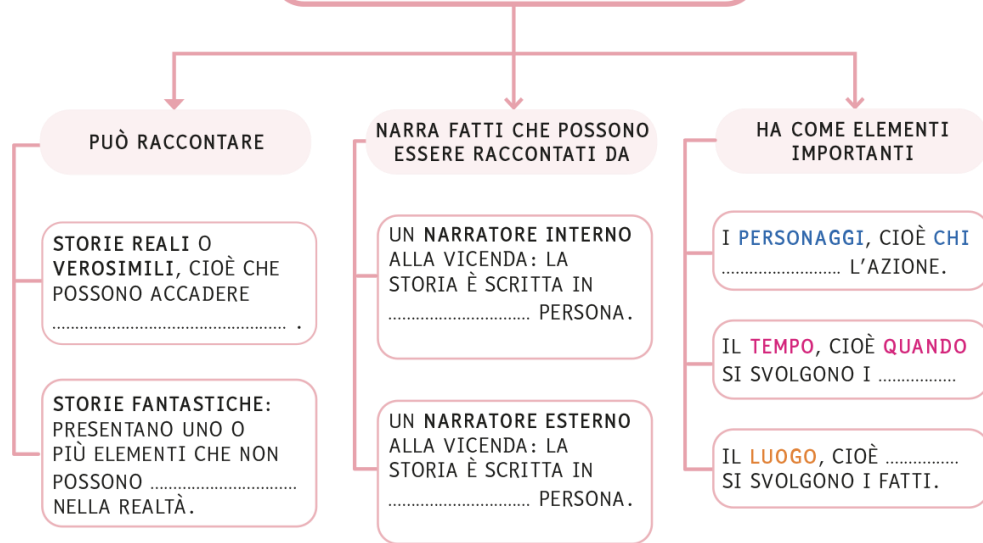 PUÒ RACCONTARE
STORIE REALI O
VEROSIMILI, CIOÈ CHE
POSSONO ACCADERE
.................................................. .
STORIE FANTASTICHE:
PRESENTANO UNO O
PIÙ ELEMENTI CHE NON
POSSONO ................................
NELLA REALTÀ.
NARRA FATTI CHE POSSONO
ESSERE RACCONTATI DA
UN NARRATORE INTERNO
ALLA VICENDA: LA
STORIA È SCRITTA IN
............................... PERSONA.
UN NARRATORE ESTERNO
ALLA VICENDA: LA
STORIA È SCRITTA IN
............................... PERSONA.
HA COME ELEMENTI
IMPORTANTI
I PERSONAGGI, CIOÈ CHI
.......................... L'AZIONE.
IL TEMPO, CIOÈ QUANDO
SI SVOLGONO I .................
IL LUOGO, CIOÈ ................
SI SVOLGONO I FATTI.